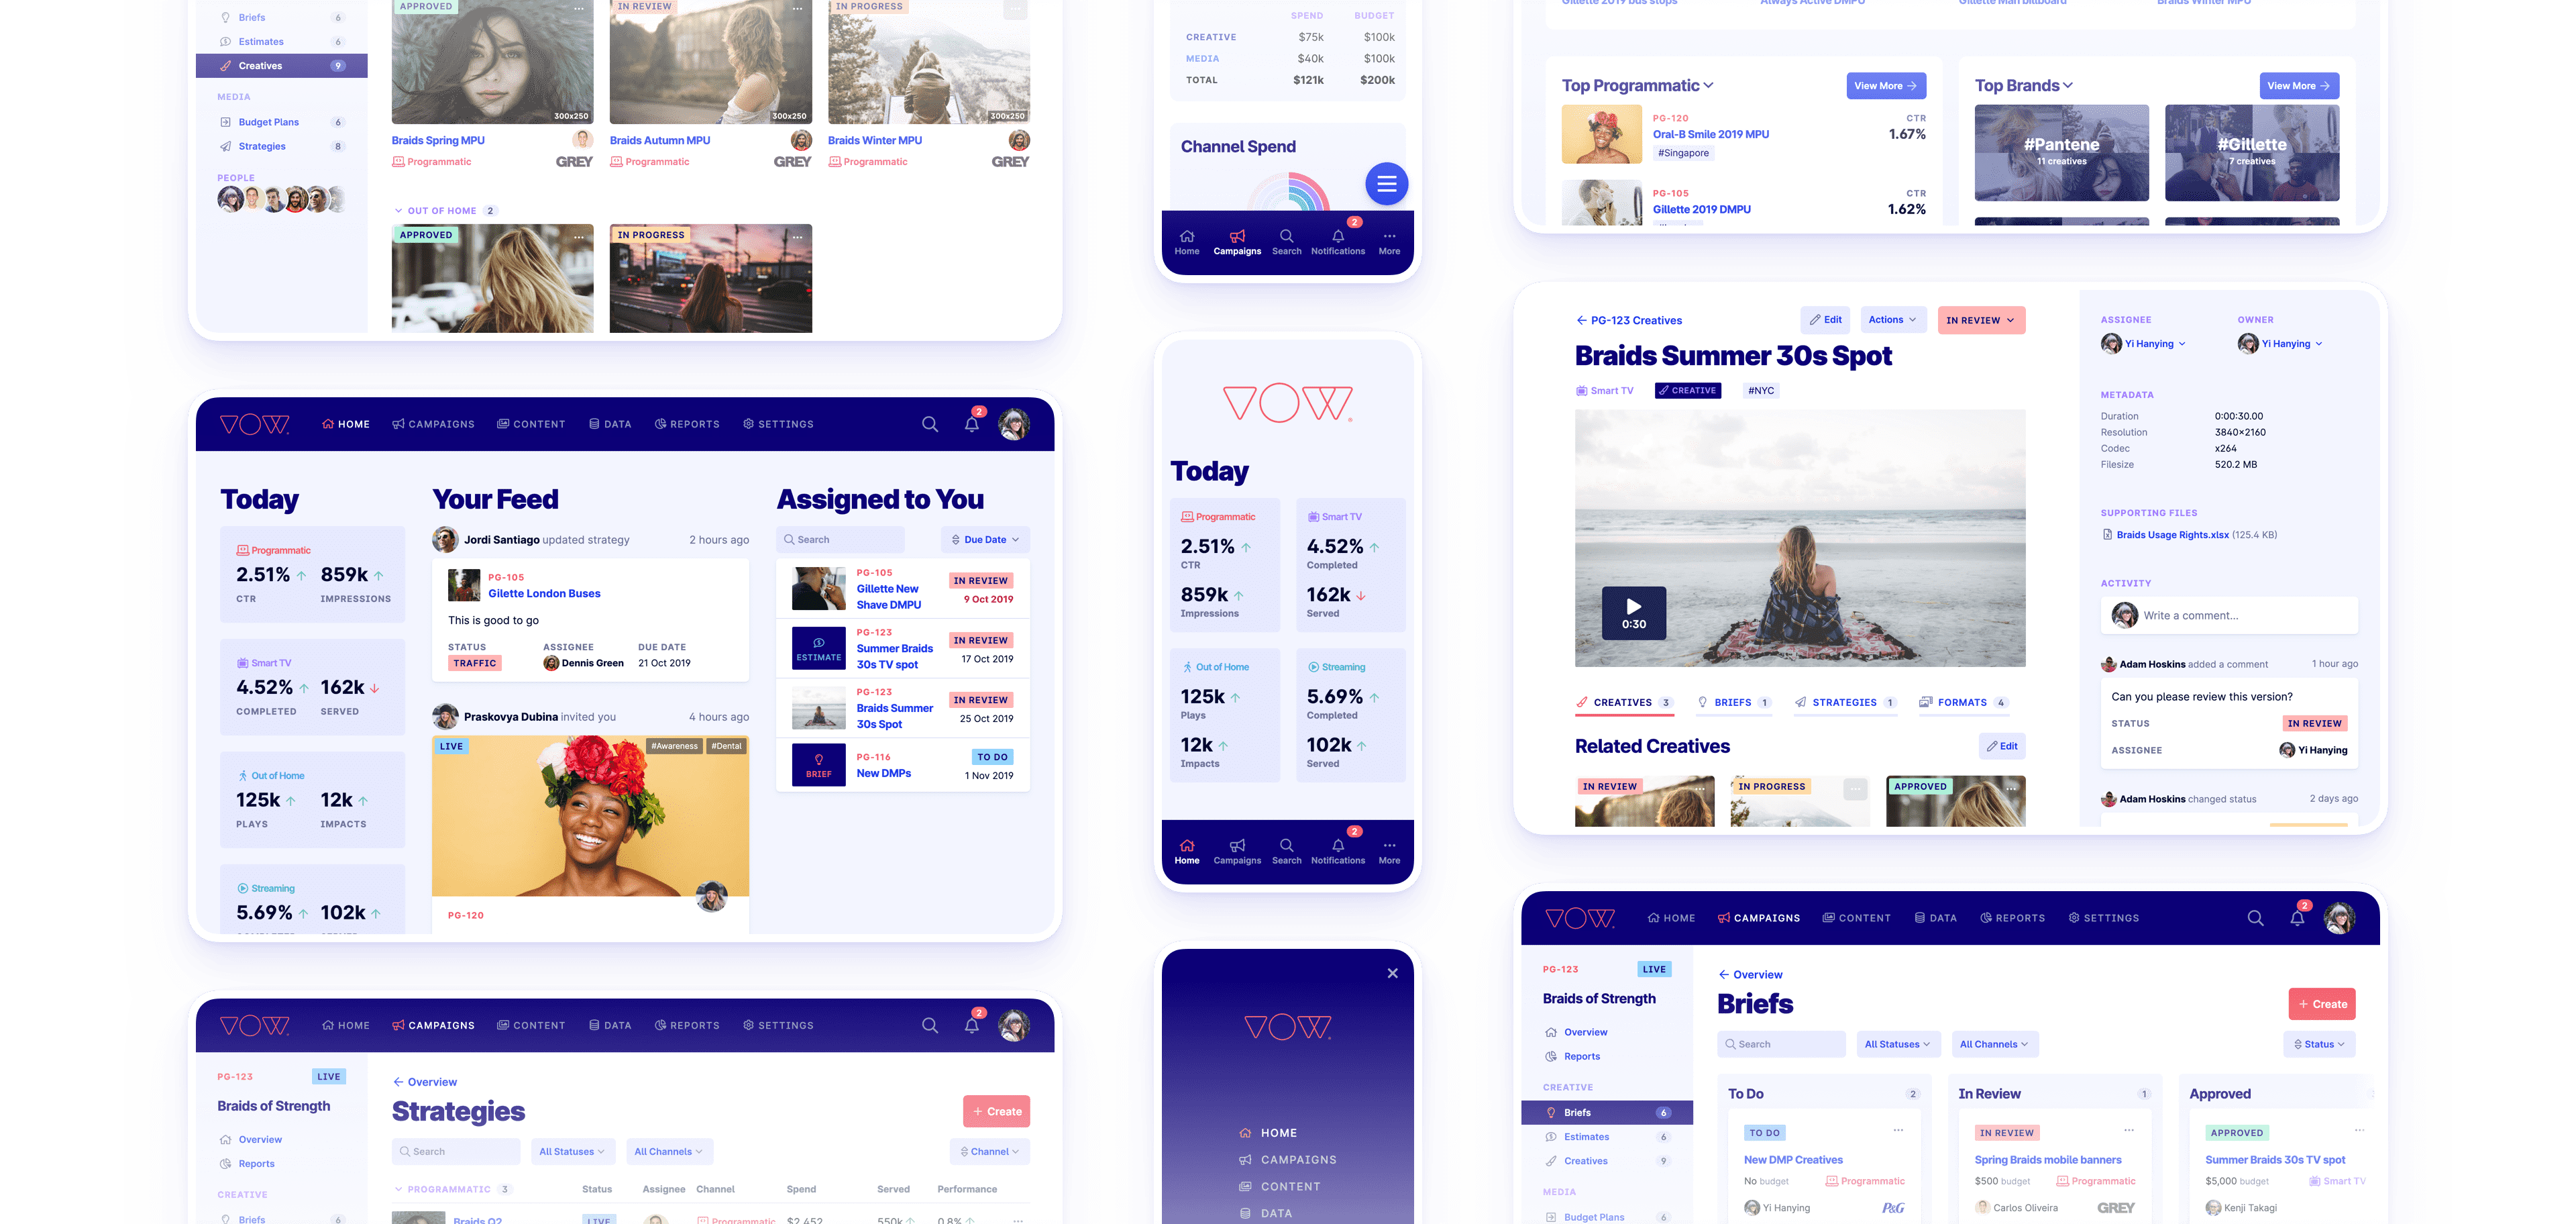 Briefs 6
Estimates 6
Creatives 9
MEDIA
Budget Plans 6
Strategies 8
PEOPLE
APPROVED
IN REVIEW
IN PROGRESS
300x250
300x250
300x250
Braids Spring MPU
Braids Autumn MPU
Braids Winter MPU
Programmatic GREY
Programmatic GREY
Programmatic GREY
OUT OF HOME 2
APPROVED
IN PROGRESS
VOW
HOME CAMPAIGNS CONTENT DATA REPORTS SETTINGS
2
Today
Programmatic
2.51% 859k
CTR IMPRESSIONS
Smart TV
4.52% 162k
COMPLETED SERVED
Out of Home
125k 12k
PLAYS IMPACTS
Streaming
5.69% 102k
Your Feed
Jordi Santiago updated strategy 2 hours ago
PG-105
Gilette London Buses
This is good to go
STATUS ASSIGNEE DUE DATE
TRAFFIC Dennis Green 21 Oct 2019
Praskovya Dubina invited you 4 hours ago
LIVE #Awareness #Dental
PG-120
Assigned to You
Search Due Date
PG-105
Gillette New
Shave DMPU
IN REVIEW
9 Oct 2019
ESTIMATE
PG-123
Summer Braids
30s TV spot
IN REVIEW
17 Oct 2019
PG-123
Braids Summer
30s Spot
IN REVIEW
25 Oct 2019
BRIEF
PG-116
New DMPs
TO DO
1 Nov 2019
VOW
HOME CAMPAIGNS CONTENT DATA REPORTS SETTINGS
2
PG-123 LIVE
Braids of Strength
Overview
Reports
CREATIVE
Briefs 6
Overview
Strategies
+ Create
Search All Statuses All Channels Channel
PROGRAMMATIC 3 Status Assignee Channel Spend Served Performance
Braids Q2 LIVE Programmatic $2,452 550k 0.8%
SPEND BUDGET
CREATIVE $75k $100k
MEDIA $40k $100k
TOTAL $121k $200k
Channel Spend
2
Home Campaigns Search Notifications More
VOW
Today
Programmatic
2.51%
CTR
859k
Impressions
Smart TV
4.52%
Completed
162k
Served
Out of Home
125k
Plays
12k
Impacts
Streaming
5.69%
Completed
102k
Served
2
Home Campaigns Search Notifications More
VOW
HOME
CAMPAIGNS
CONTENT
DATA
Gillette 2019 bus stops
Always Active DMPU
Gillette Man billboard
Braids Winter MPU
Top Programmatic View More
PG-120 CTR
Oral-B Smile 2019 MPU 1.67%
#Singapore
PG-105 CTR
Gillette 2019 DMPU 1.62%
Top Brands View More
#Pantene
11 creatives
#Gillette
7 creatives
PG-123 Creatives Edit Actions IN REVIEW
Braids Summer 30s Spot
Smart TV CREATIVE #NYC
0:30
CREATIVES 3 BRIEFS 1 STRATEGIES 1 FORMATS 4
Related Creatives Edit
IN REVIEW
IN PROGRESS
APPROVED
ASSIGNEE OWNER
Yi Hanying Yi Hanying
METADATA
Duration 0:00:30.00
Resolution 3840×2160
Codec x264
Filesize 520.2 MB
SUPPORTING FILES
Braids Usage Rights.xlsx (125.4 KB)
ACTIVITY
Write a comment...
Adam Hoskins added a comment 1 hour ago
Can you please review this version?
STATUS IN REVIEW
ASSIGNEE Yi Hanying
Adam Hoskins changed status 2 days ago
VOW
HOME CAMPAIGNS CONTENT DATA REPORTS SETTINGS
2
PG-123 LIVE
Braids of Strength
Overview
Reports
CREATIVE
Briefs 6
Estimates 6
Creatives 9
MEDIA
Budget Plans 6
Overview
Briefs
+ Create
Search All Statuses All Channels Status
To Do 2
TO DO
New DMP Creatives
No budget Programmatic
Yi Hanying P&G
In Review 1
IN REVIEW
Spring Braids mobile banners
$500 budget Programmatic
Carlos Oliveira GREY
Approved
APPROVED
Summer Braids 30s TV spot
$5,000 budget Smart TV
Kenji Takagi